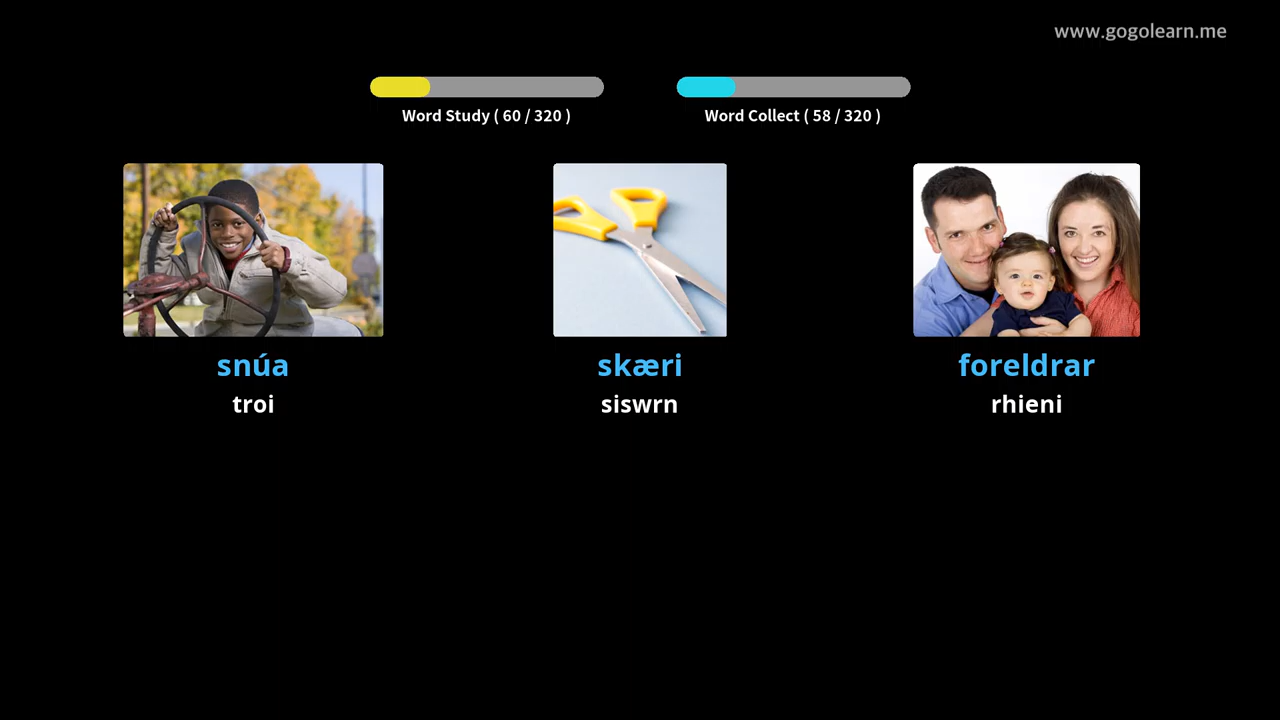 www.gogolearn.me
Word Study ( 60 / 320 )
Word Collect ( 58 / 320 )
snúa
skæri
foreldrar
troi
siswrn
rhieni